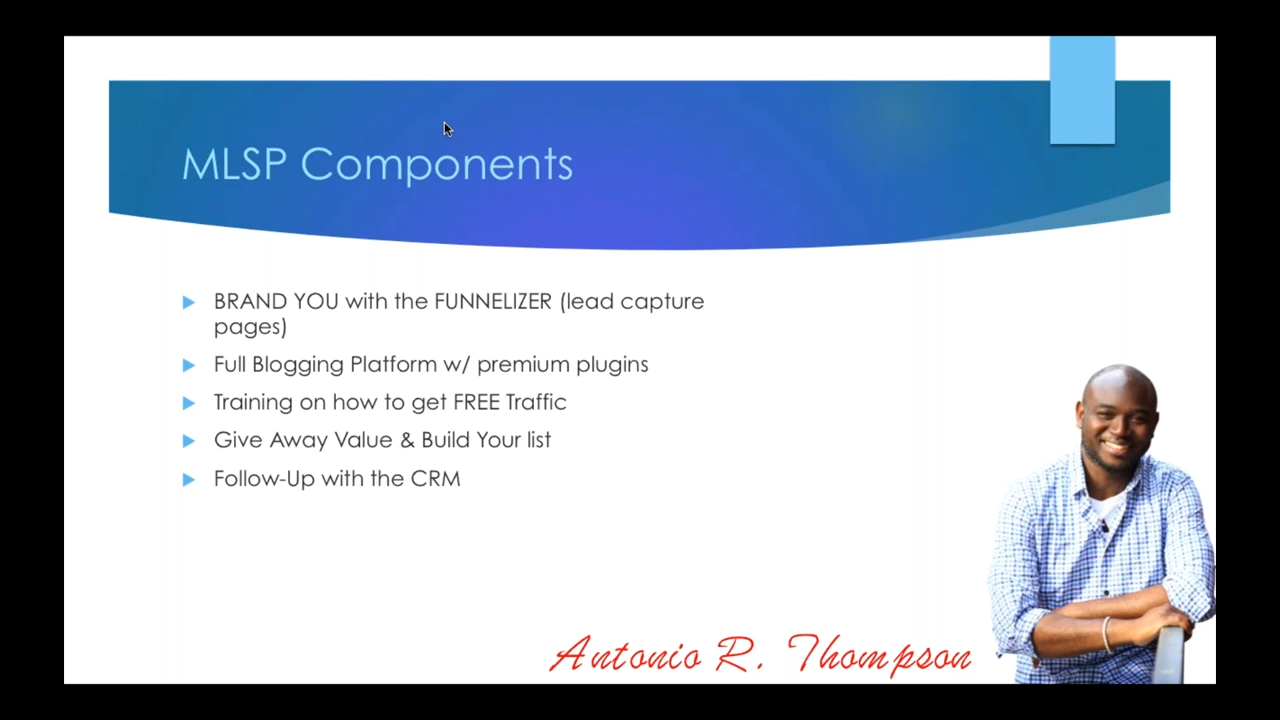 MLSP Components
BRAND YOU with the FUNNELIZER (lead capture
pages)
Full Blogging Platform w/ premium plugins
Training on how to get FREE Traffic
Give Away Value & Build Your list
Follow-Up with the CRM
Antonio R. Thompson